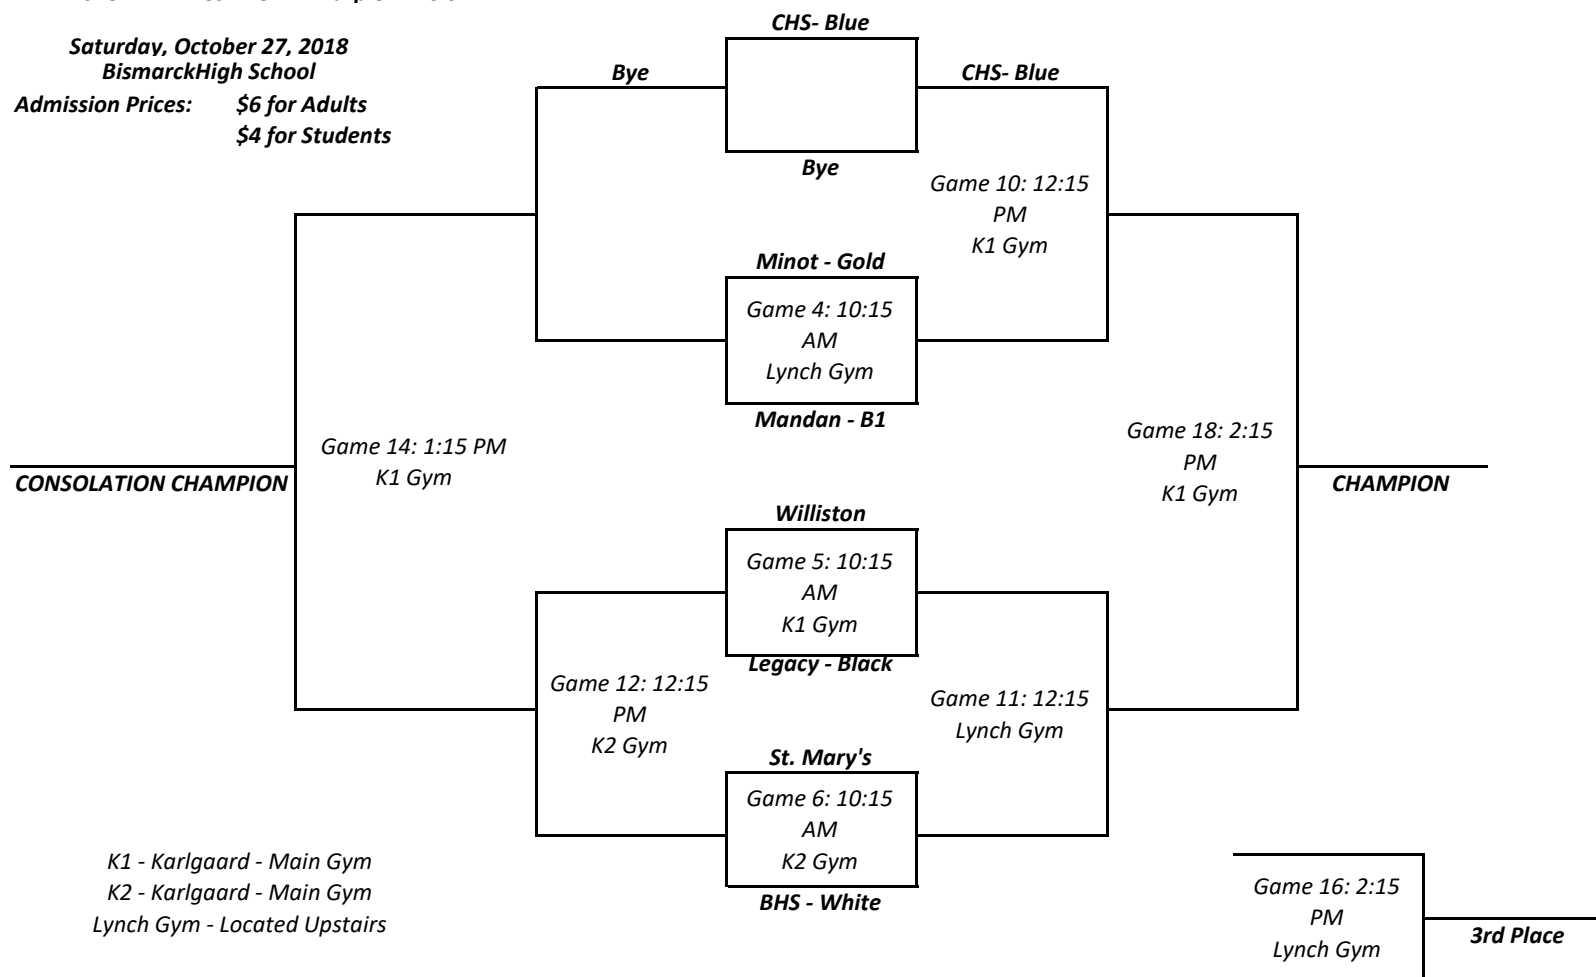 CHS- Blue
Saturday, October 27, 2018
BismarckHigh School
Bye
CHS- Blue
Admission Prices: $6 for Adults
$4 for Students
Bye
Game 10: 12:15
PM
K1 Gym
Minot - Gold
Game 4: 10:15
AM
Lynch Gym
Mandan - B1
Game 14: 1:15 PM
K1 Gym
Game 18: 2:15
PM
K1 Gym
CONSOLATION CHAMPION
CHAMPION
Williston
Game 5: 10:15
AM
K1 Gym
Legacy - Black
Game 12: 12:15
PM
K2 Gym
Game 11: 12:15
Lynch Gym
St. Mary's
Game 6: 10:15
AM
K2 Gym
BHS - White
K1 - Karlgaard - Main Gym
K2 - Karlgaard - Main Gym
Lynch Gym - Located Upstairs
Game 16: 2:15
PM
Lynch Gym
3rd Place